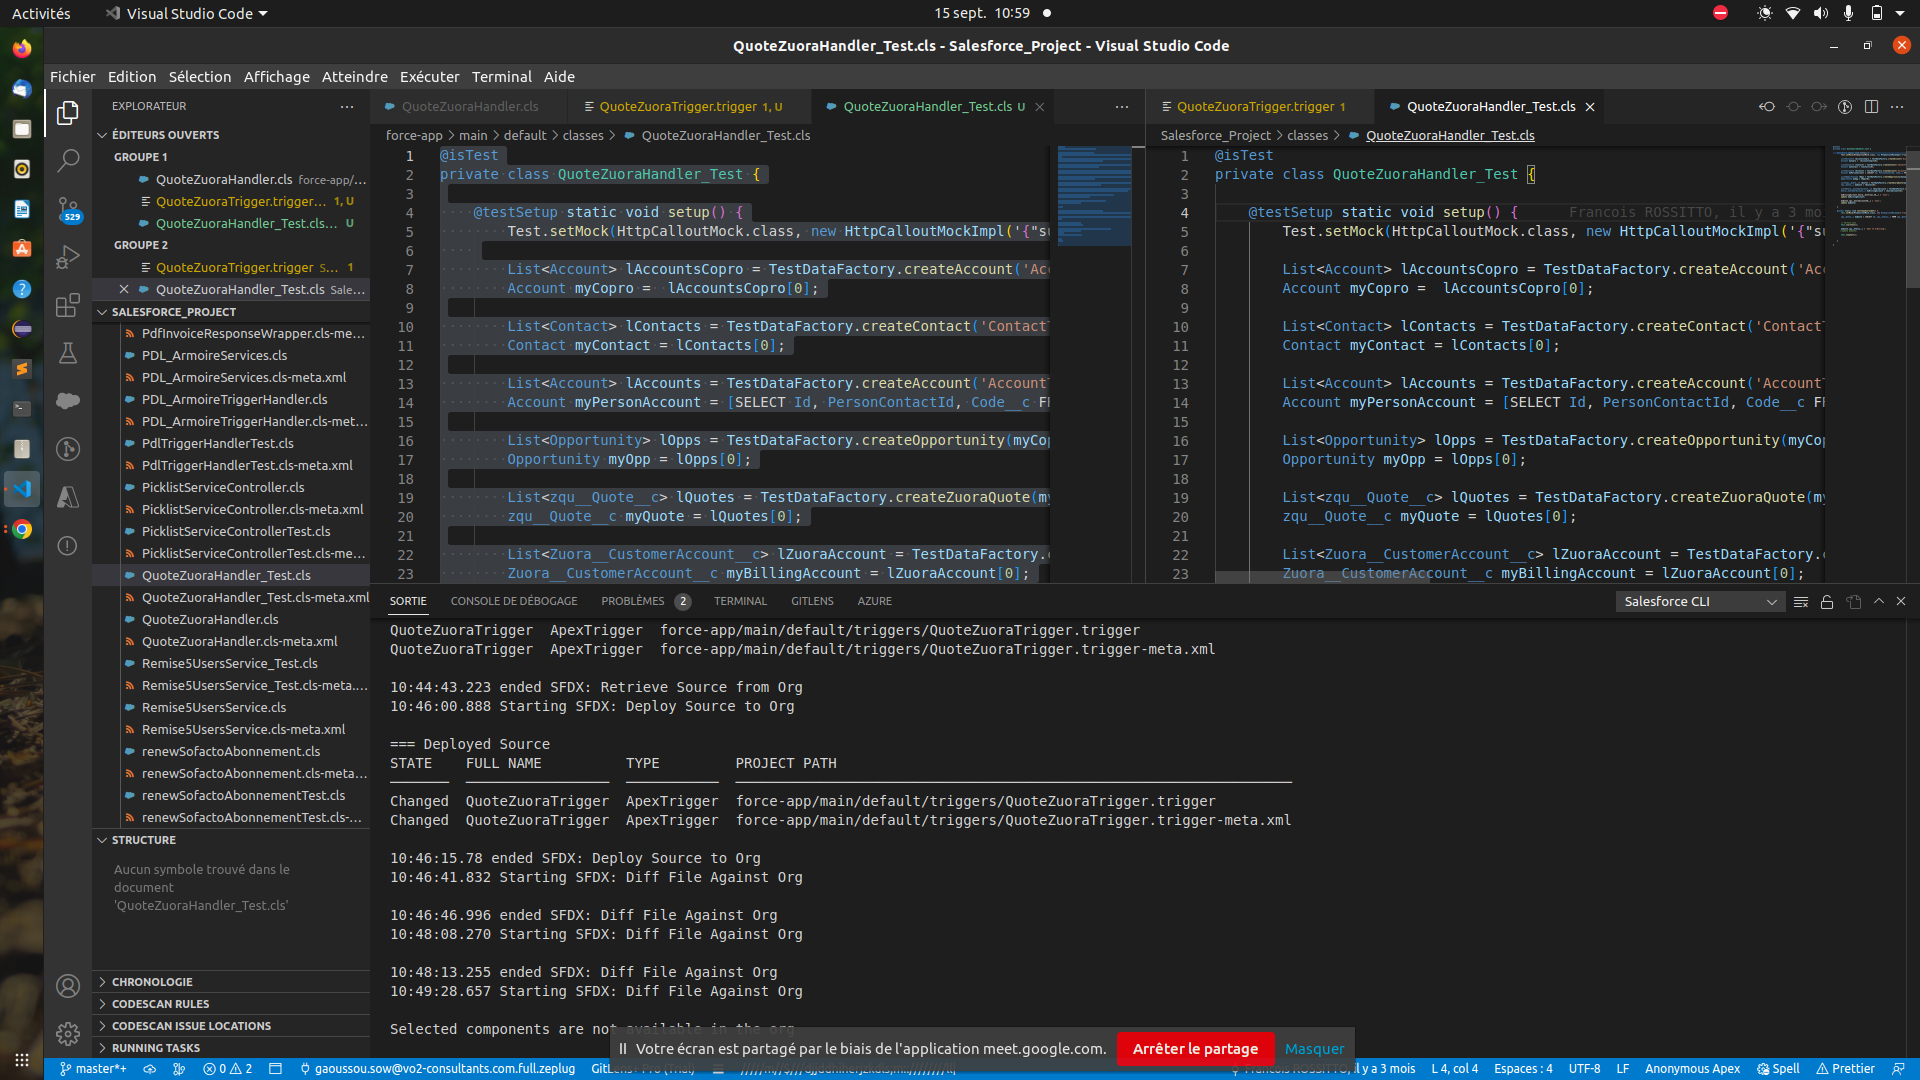 Activités
Visual Studio Code
15 sept. 10:59
QuoteZuoraHandler_Test.cls - Salesforce_Project - Visual Studio Code
Fichier Edition Sélection Affichage Atteindre Exécuter Terminal Aide
EXPLORATEUR
ÉDITEURS OUVERTS
GROUPE 1
QuoteZuoraHandler.cls force-app/...
QuoteZuoraTrigger.trigger... 1, U
QuoteZuoraHandler_Test.cls... U
GROUPE 2
QuoteZuoraTrigger.trigger S... 1
QuoteZuoraHandler_Test.cls Sale...
SALESFORCE_PROJECT
PdfInvoiceResponseWrapper.cls-me...
PDL_ArmoireServices.cls
PDL_ArmoireServices.cls-meta.xml
PDL_ArmoireTriggerHandler.cls
PDL_ArmoireTriggerHandler.cls-met...
PdlTriggerHandlerTest.cls
PdlTriggerHandlerTest.cls-meta.xml
PicklistServiceController.cls
PicklistServiceController.cls-meta.xml
PicklistServiceControllerTest.cls
PicklistServiceControllerTest.cls-me...
QuoteZuoraHandler_Test.cls
QuoteZuoraHandler_Test.cls-meta.xml
QuoteZuoraHandler.cls
QuoteZuoraHandler.cls-meta.xml
Remise5UsersService_Test.cls
Remise5UsersService_Test.cls-meta....
Remise5UsersService.cls
Remise5UsersService.cls-meta.xml
renewSofactoAbonnement.cls
renewSofactoAbonnement.cls-meta...
renewSofactoAbonnementTest.cls
renewSofactoAbonnementTest.cls-...
STRUCTURE
Aucun symbole trouvé dans le
document
'QuoteZuoraHandler_Test.cls'
CHRONOLOGIE
CODESCAN RULES
CODESCAN ISSUE LOCATIONS
RUNNING TASKS
529
QuoteZuoraHandler.cls
QuoteZuoraTrigger.trigger 1, U
QuoteZuoraHandler_Test.cls U
force-app > main > default > classes > QuoteZuoraHandler_Test.cls
1 @isTest
2 private class QuoteZuoraHandler_Test {
3
4 @testSetup static void setup() {
5 Test.setMock(HttpCalloutMock.class, new HttpCalloutMockImpl('{"su
6
7 List<Account> lAccountsCopro = TestDataFactory.createAccount('Acc
8 Account myCopro = lAccountsCopro[0];
9
10 List<Contact> lContacts = TestDataFactory.createContact('ContactT
11 Contact myContact = lContacts[0];
12
13 List<Account> lAccounts = TestDataFactory.createAccount('AccountT
14 Account myPersonAccount = [SELECT Id, PersonContactId, Code__c FR
15
16 List<Opportunity> lOpps = TestDataFactory.createOpportunity(myCop
17 Opportunity myOpp = lOpps[0];
18
19 List<zqu__Quote__c> lQuotes = TestDataFactory.createZuoraQuote(my
20 zqu__Quote__c myQuote = lQuotes[0];
21
22 List<Zuora__CustomerAccount__c> lZuoraAccount = TestDataFactory.c
23 Zuora__CustomerAccount__c myBillingAccount = lZuoraAccount[0];
QuoteZuoraTrigger.trigger 1
QuoteZuoraHandler_Test.cls
Salesforce_Project > classes > QuoteZuoraHandler_Test.cls
1 @isTest
2 private class QuoteZuoraHandler_Test {
3
4 @testSetup static void setup() { Francois ROSSITTO, il y a 3 moi
5 Test.setMock(HttpCalloutMock.class, new HttpCalloutMockImpl('{"su
6
7 List<Account> lAccountsCopro = TestDataFactory.createAccount('Acc
8 Account myCopro = lAccountsCopro[0];
9
10 List<Contact> lContacts = TestDataFactory.createContact('ContactT
11 Contact myContact = lContacts[0];
12
13 List<Account> lAccounts = TestDataFactory.createAccount('AccountT
14 Account myPersonAccount = [SELECT Id, PersonContactId, Code__c FR
15
16 List<Opportunity> lOpps = TestDataFactory.createOpportunity(myCop
17 Opportunity myOpp = lOpps[0];
18
19 List<zqu__Quote__c> lQuotes = TestDataFactory.createZuoraQuote(my
20 zqu__Quote__c myQuote = lQuotes[0];
21
22 List<Zuora__CustomerAccount__c> lZuoraAccount = TestDataFactory.c
23 Zuora__CustomerAccount__c myBillingAccount = lZuoraAccount[0];
SORTIE CONSOLE DE DÉBOGAGE PROBLÈMES 2 TERMINAL GITLENS AZURE
Salesforce CLI
QuoteZuoraTrigger ApexTrigger force-app/main/default/triggers/QuoteZuoraTrigger.trigger
QuoteZuoraTrigger ApexTrigger force-app/main/default/triggers/QuoteZuoraTrigger.trigger-meta.xml
10:44:43.223 ended SFDX: Retrieve Source from Org
10:46:00.888 Starting SFDX: Deploy Source to Org
=== Deployed Source
STATE FULL NAME TYPE PROJECT PATH
Changed QuoteZuoraTrigger ApexTrigger force-app/main/default/triggers/QuoteZuoraTrigger.trigger
Changed QuoteZuoraTrigger ApexTrigger force-app/main/default/triggers/QuoteZuoraTrigger.trigger-meta.xml
10:46:15.78 ended SFDX: Deploy Source to Org
10:46:41.832 Starting SFDX: Diff File Against Org
10:46:46.996 ended SFDX: Diff File Against Org
10:48:08.270 Starting SFDX: Diff File Against Org
10:48:13.255 ended SFDX: Diff File Against Org
10:49:28.657 Starting SFDX: Diff File Against Org
Selected components are not available in the org
Votre écran est partagé par le biais de l'application meet.google.com.
Arrêter le partage
Masquer
master*+
0 2
gaoussou.sow@vo2-consultants.com.full.zeplug
Francois ROSSITTO, il y a 3 mois
L 4, col 4
Espaces : 4
UTF-8
LF
Anonymous Apex
Spell
Prettier